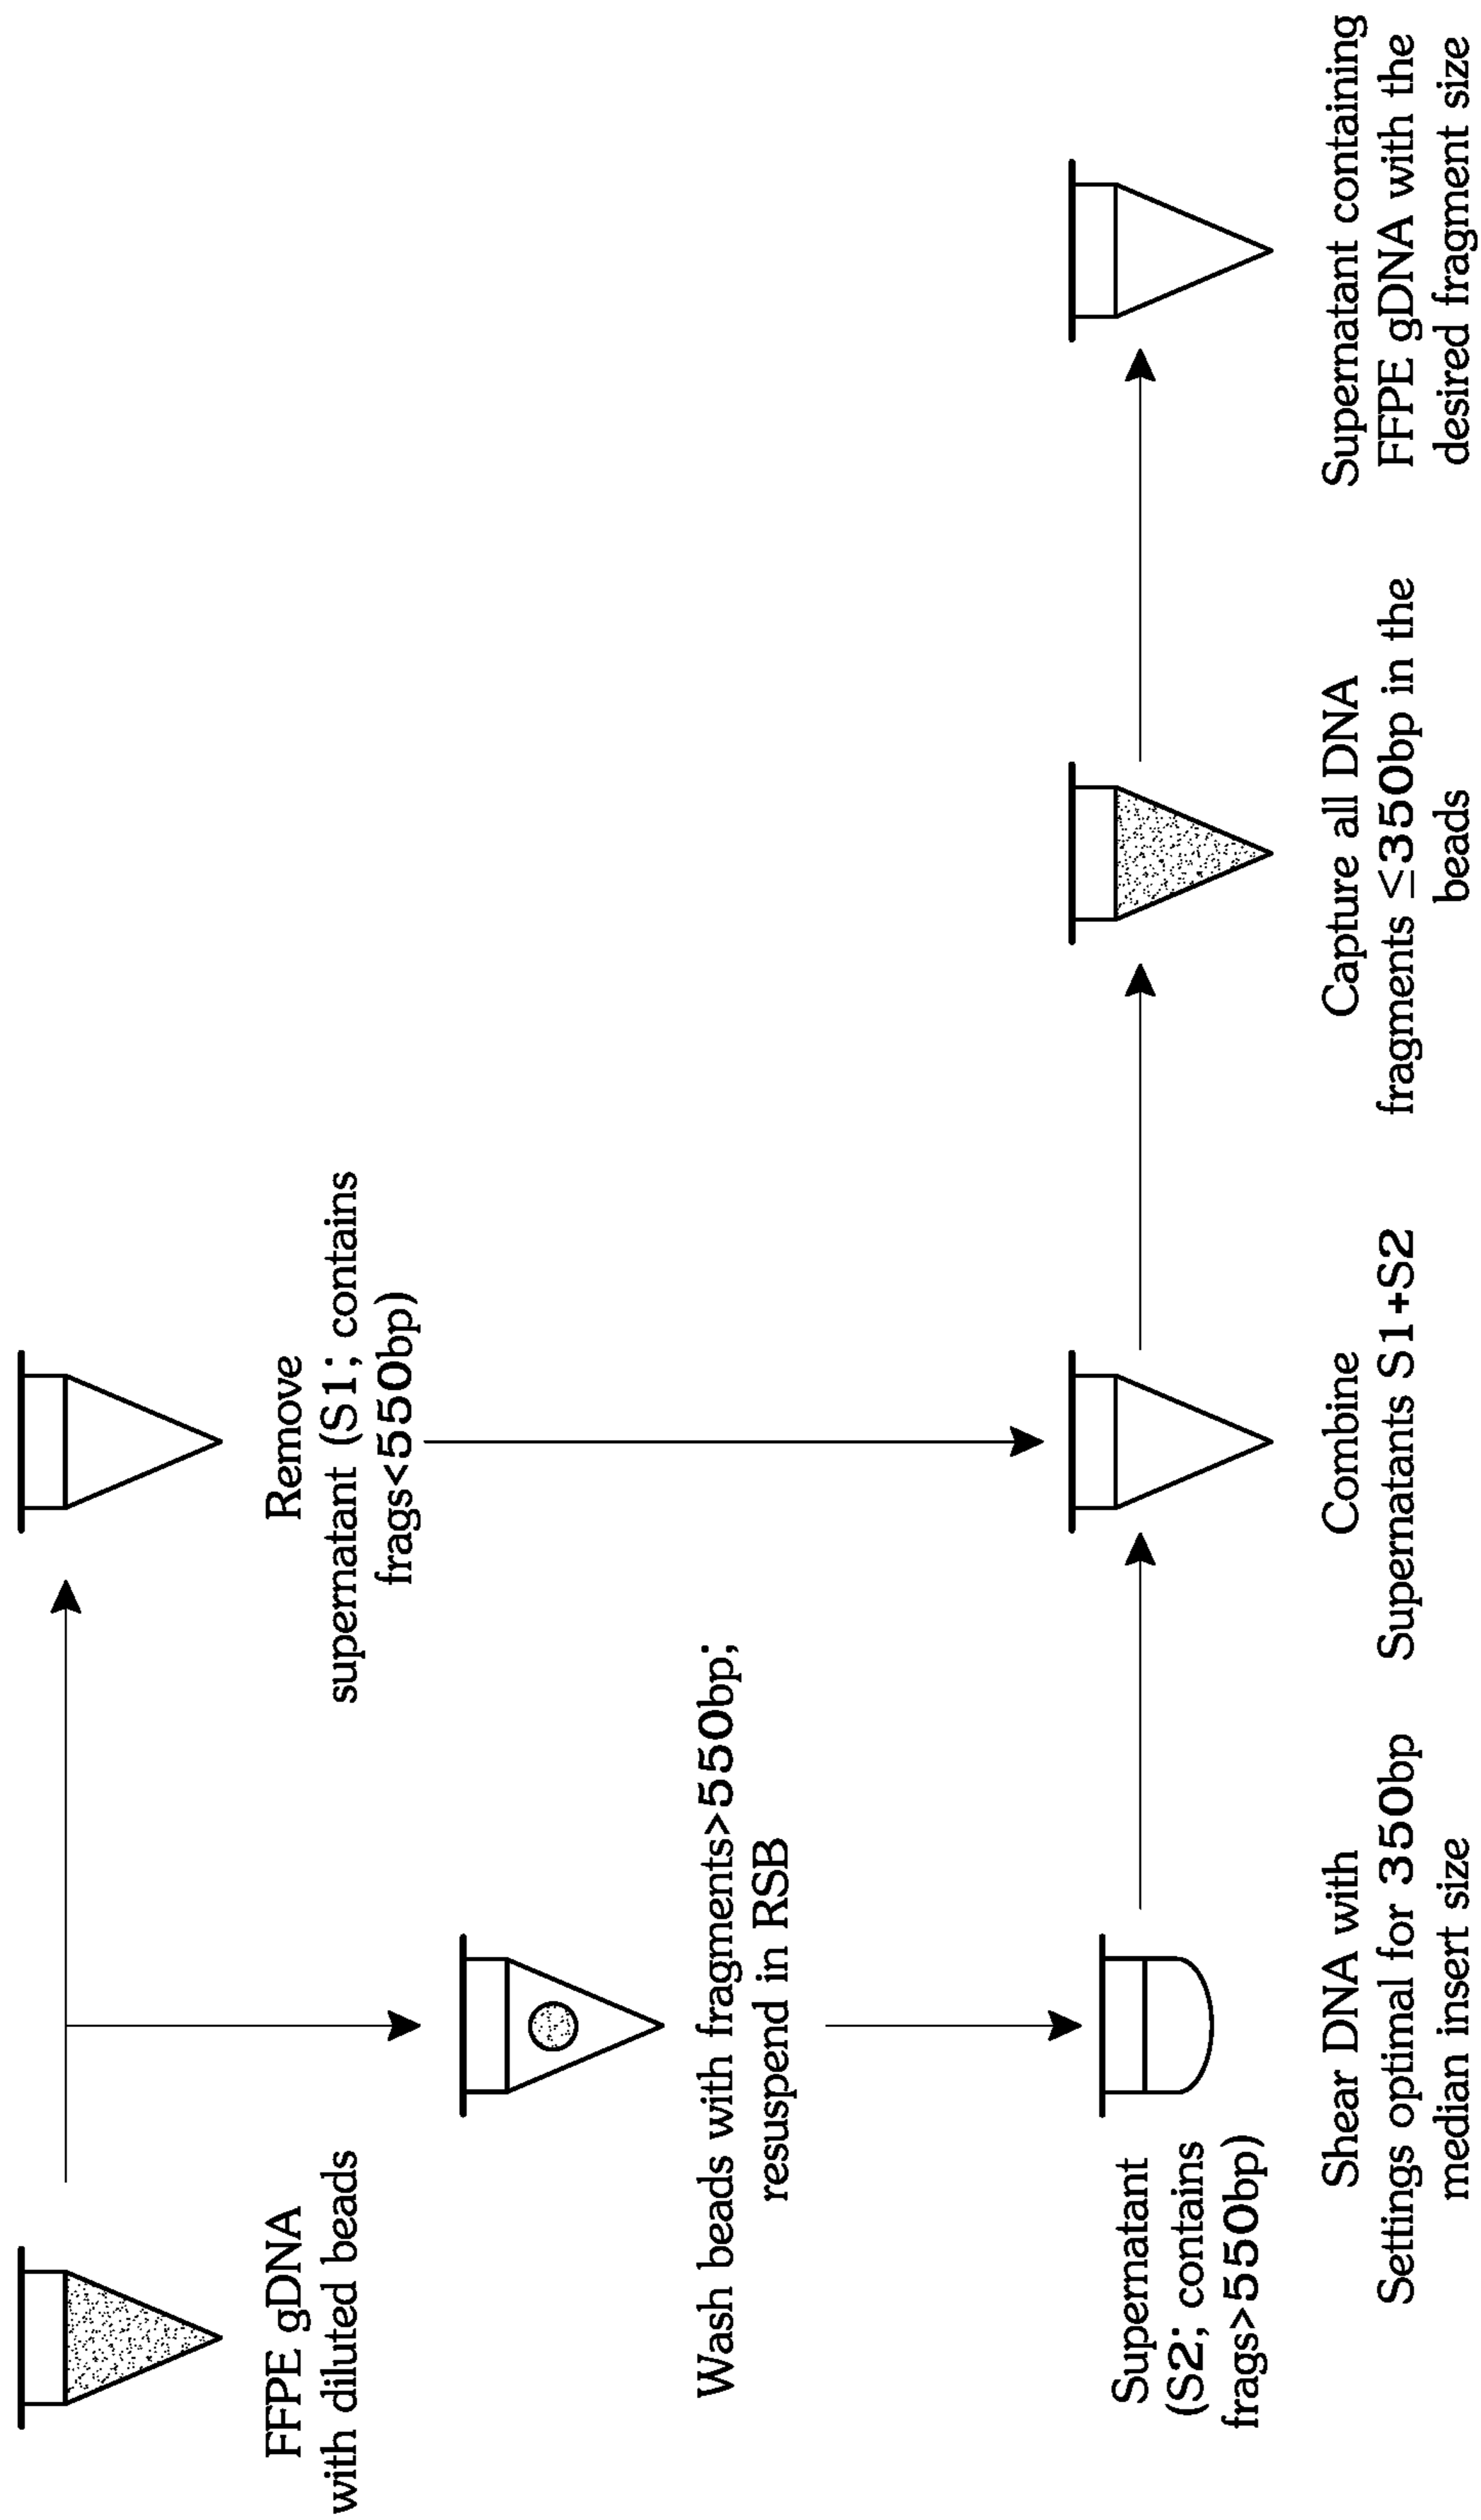 FFPE gDNA
with diluted beads
Remove
supernatant (S1; contains
frags<550bp)
Wash beads with fragments>550bp;
resuspend in RSB
Supernatant
(S2; contains
frags>550bp)
Shear DNA with
Settings optimal for 350bp
median insert size
Combine
Supernatants S1+S2
Capture all DNA
fragments ≤350bp in the
beads
Supernatant containing
FFPE gDNA with the
desired fragment size